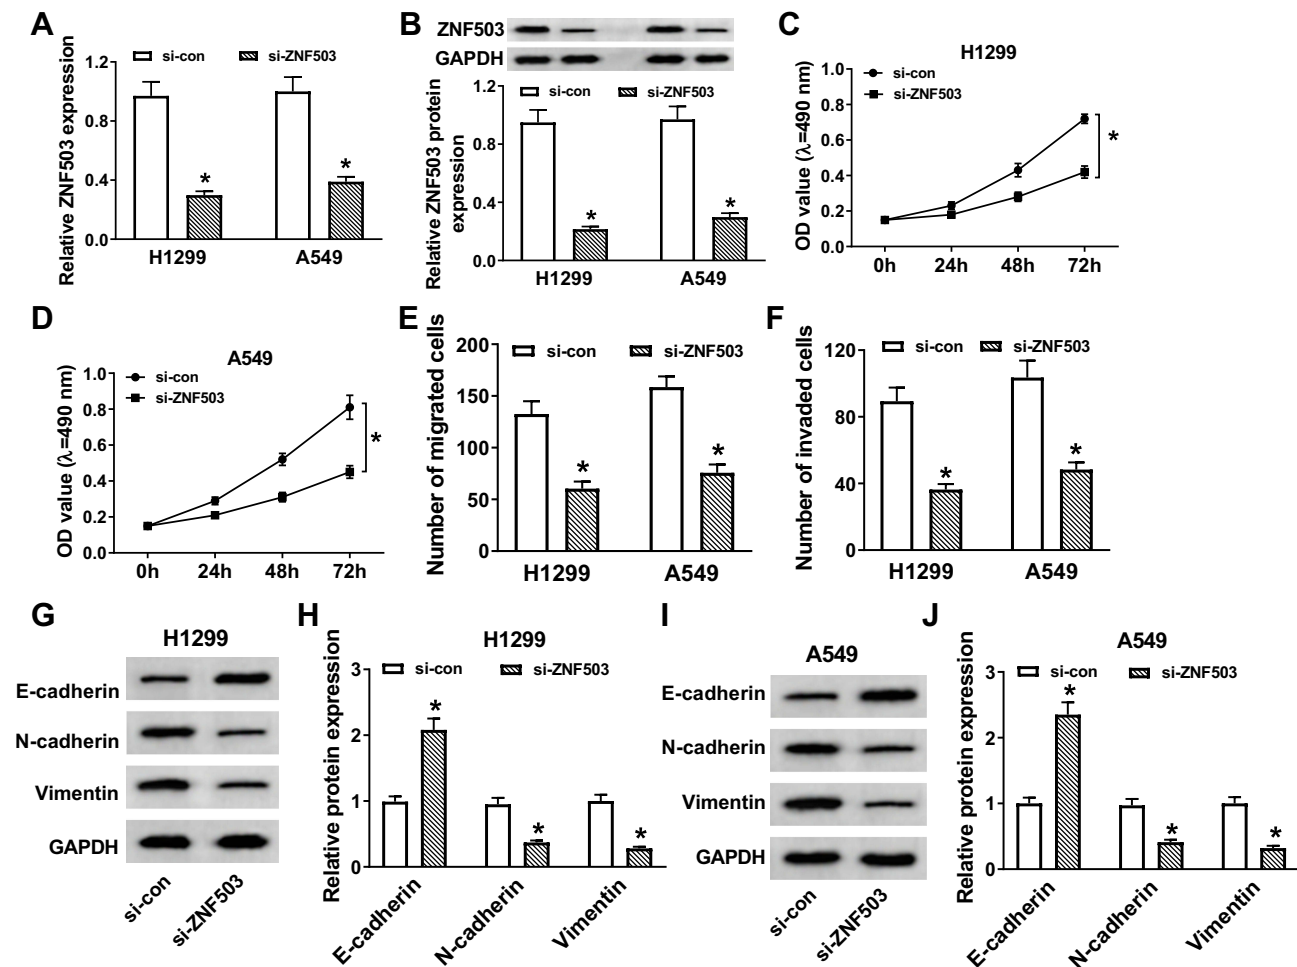 A
si-con si-ZNF503
Relative ZNF503 expression
1.2
0.8
0.4
0.0
*
*
H1299 A549
B
ZNF503
GAPDH
si-con si-ZNF503
Relative ZNF503 protein
expression
1.2
0.8
0.4
0.0
*
*
H1299 A549
C
H1299
si-con
si-ZNF503
OD value (λ=490 nm)
1.0
0.8
0.6
0.4
0.2
0.0
*
0h 24h 48h 72h
D
A549
si-con
si-ZNF503
OD value (λ=490 nm)
1.0
0.8
0.6
0.4
0.2
0.0
*
0h 24h 48h 72h
E
si-con si-ZNF503
Number of migrated cells
200
150
100
50
0
*
*
H1299 A549
F
si-con si-ZNF503
Number of invaded cells
120
80
40
0
*
*
H1299 A549
G
H1299
E-cadherin
N-cadherin
Vimentin
GAPDH
si-con
si-ZNF503
H
H1299
si-con si-ZNF503
Relative protein expression
3
2
1
0
*
*
*
E-cadherin
N-cadherin
Vimentin
I
A549
E-cadherin
N-cadherin
Vimentin
GAPDH
si-con
si-ZNF503
J
A549
si-con si-ZNF503
Relative protein expression
3
2
1
0
*
*
*
E-cadherin
N-cadherin
Vimentin